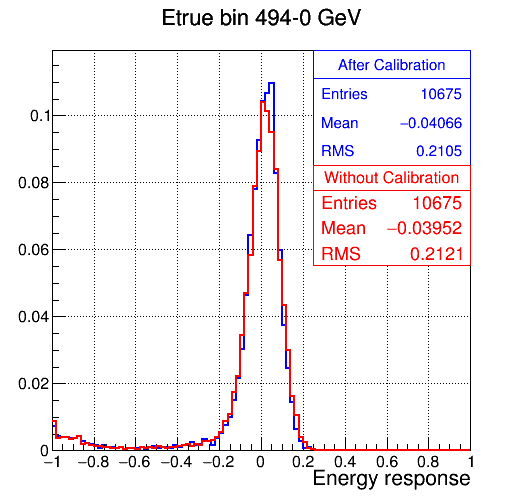 Etrue bin 494-0 GeV
After Calibration
Entries 10675
Mean −0.04066
RMS 0.2105
Without Calibration
Entries 10675
Mean −0.03952
RMS 0.2121
0.1
0.08
0.06
0.04
0.02
0
−1 −0.8 −0.6 −0.4 −0.2 0 0.2 0.4 0.6 0.8 1
Energy response